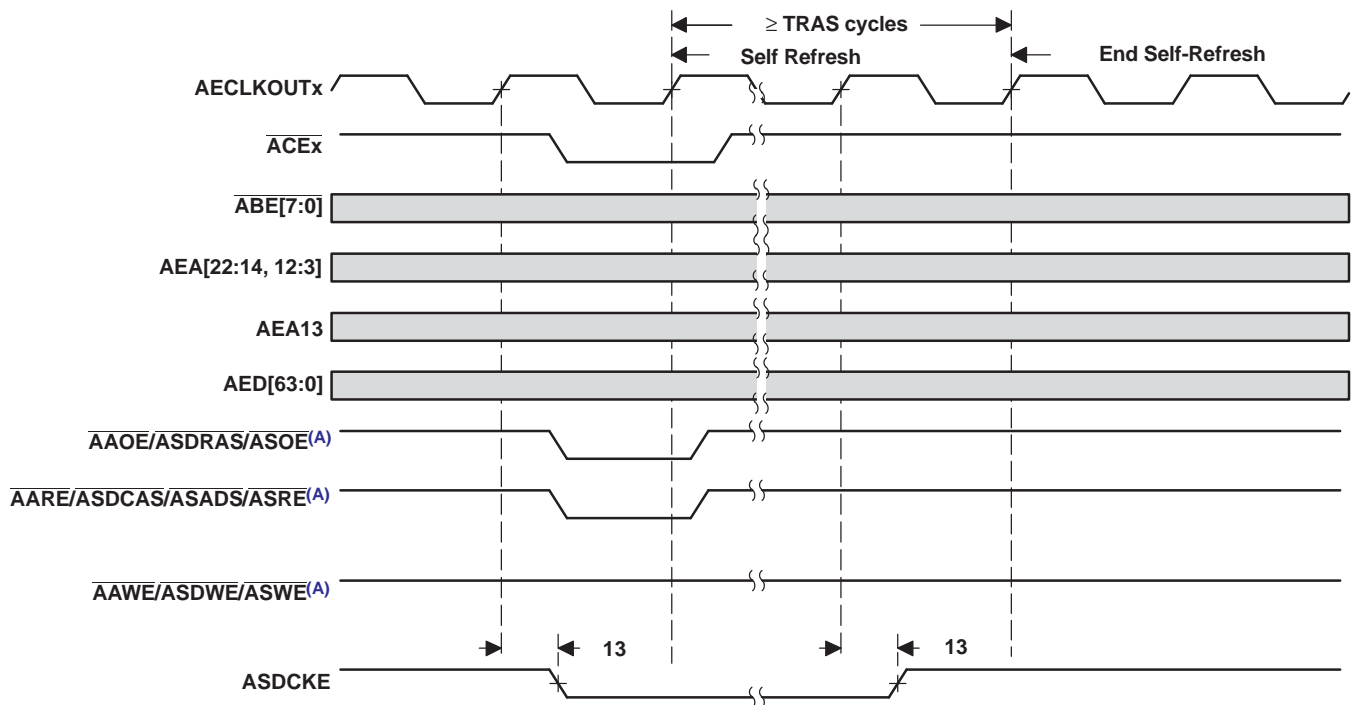 ≥ TRAS cycles
Self Refresh
End Self-Refresh
AECLKOUTx
ACEx
ABE[7:0]
AEA[22:14, 12:3]
AEA13
AED[63:0]
AAOE/ASDRAS/ASOE(A)
AARE/ASDCAS/ASADS/ASRE(A)
AAWE/ASDWE/ASWE(A)
13
13
ASDCKE